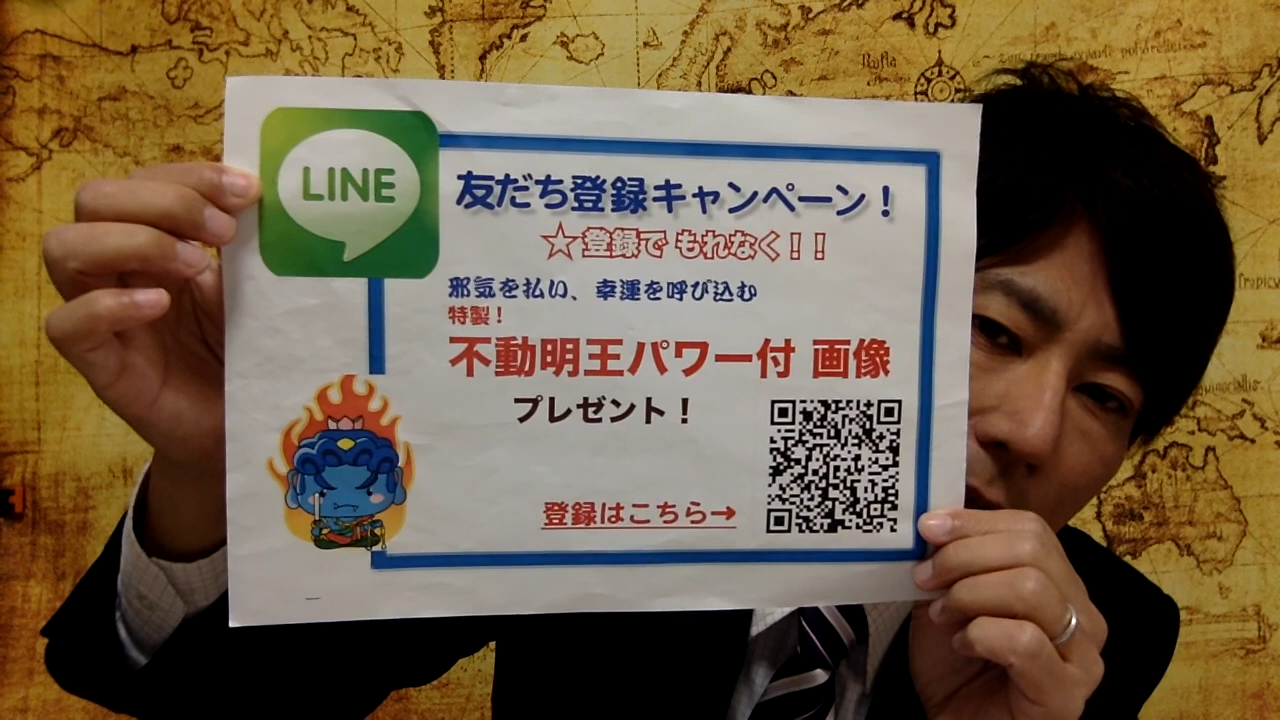 LINE
友だち登録キャンペーン！
☆登録で もれなく！！
邪気を払い、幸運を呼び込む
特製！
不動明王パワー付 画像
プレゼント！
登録はこちら→